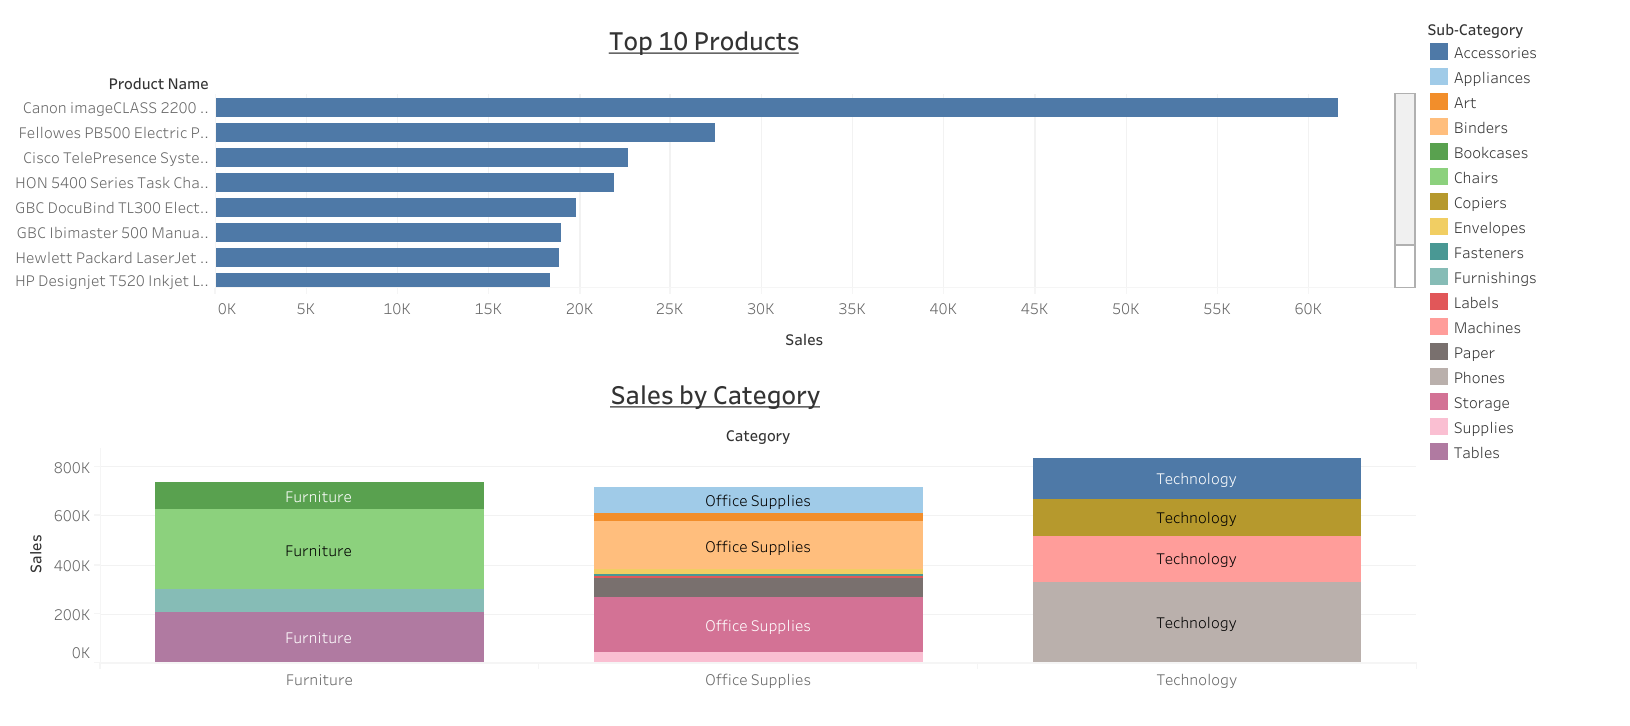 Top 10 Products
Product Name
Canon imageCLASS 2200 ..
Fellowes PB500 Electric P..
Cisco TelePresence Syste..
HON 5400 Series Task Cha..
GBC DocuBind TL300 Elect..
GBC Ibimaster 500 Manua..
Hewlett Packard LaserJet ..
HP Designjet T520 Inkjet L..
0K 5K 10K 15K 20K 25K 30K 35K 40K 45K 50K 55K 60K
Sales
Sub-Category
Accessories
Appliances
Art
Binders
Bookcases
Chairs
Copiers
Envelopes
Fasteners
Furnishings
Labels
Machines
Paper
Phones
Storage
Supplies
Tables
Sales by Category
Category
Sales
800K
600K
400K
200K
0K
Furniture
Furniture
Furniture
Office Supplies
Office Supplies
Office Supplies
Technology
Technology
Technology
Technology
Furniture Office Supplies Technology